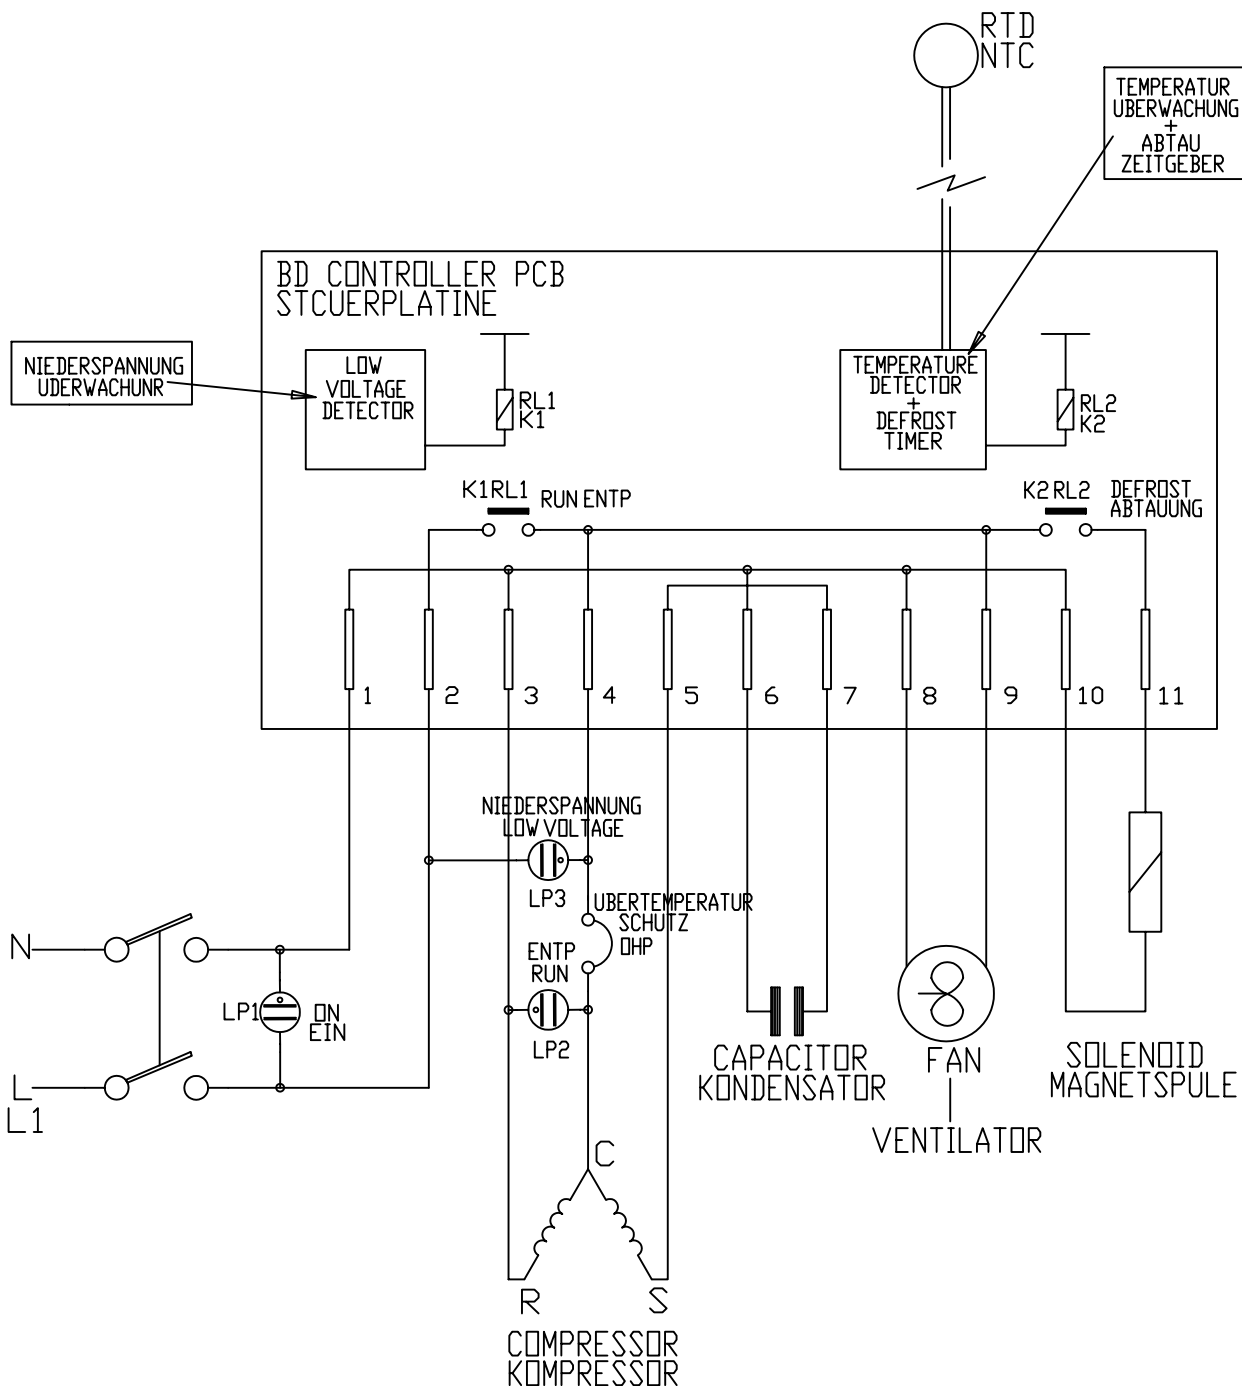 RTD
NTC
TEMPERATUR
UBERWACHUNG
+
ABTAU
ZEITGEBER
BD CONTROLLER PCB
STCUERPLATINE
NIEDERSPANNUNG
UDERWACHUNR
LOW
VOLTAGE
DETECTOR
RL1
K1
TEMPERATURE
DETECTOR
+
DEFROST
TIMER
RL2
K2
K1RL1 RUN ENTP
K2 RL2 DEFROST
ABTAUUNG
1 2 3 4 5 6 7 8 9 10 11
NIEDERSPANNUNG
LOW VOLTAGE
LP3
UBERTEMPERATUR
SCHUTZ
OHP
ENTP
RUN
LP2
N
LP1
ON
EIN
L
L1
CAPACITOR
KONDENSATOR
FAN
VENTILATOR
SOLENOID
MAGNETSPULE
C
R S
COMPRESSOR
KOMPRESSOR